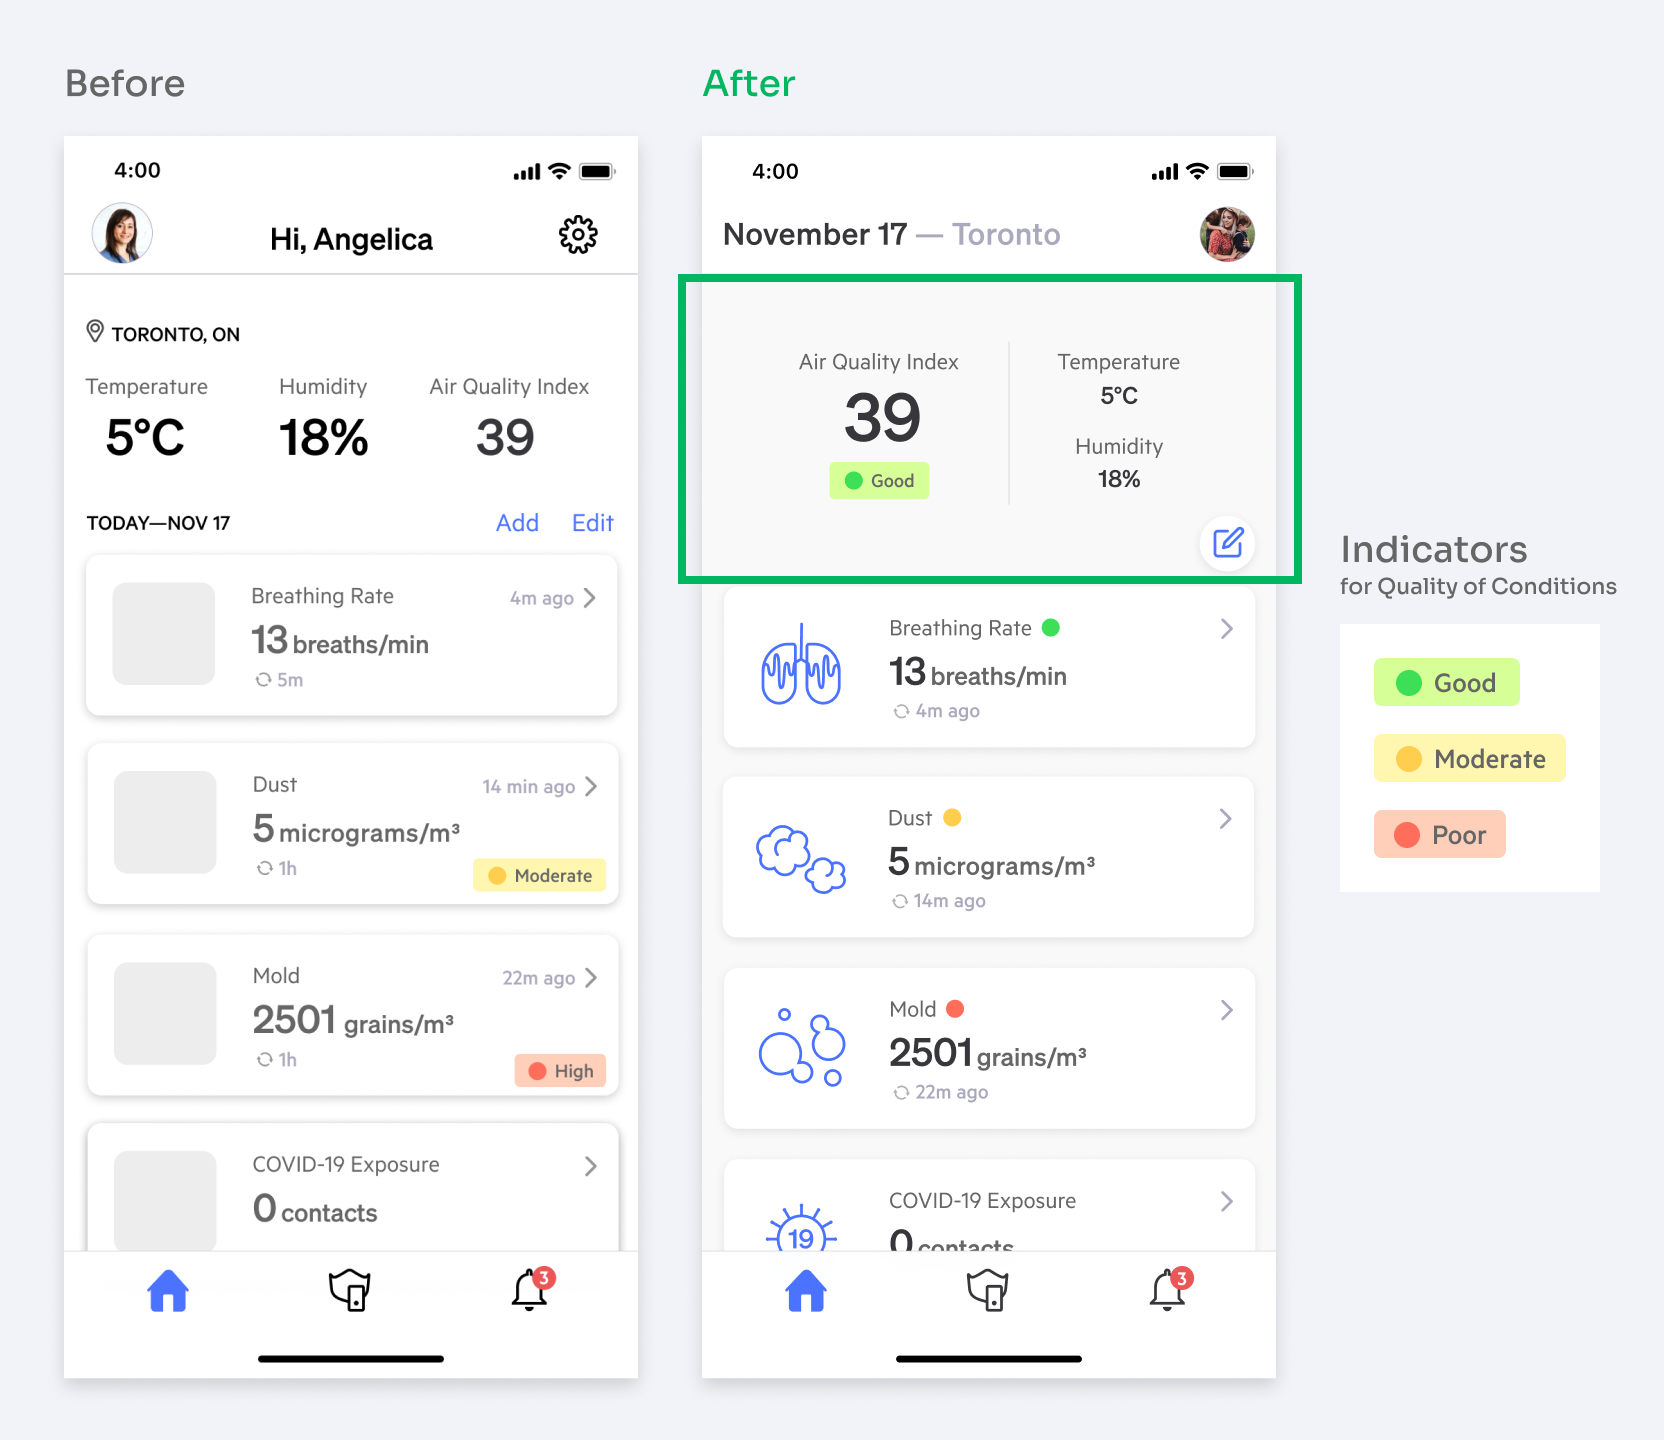 Before
4:00
Hi, Angelica
TORONTO, ON
Temperature
Humidity
Air Quality Index
5°C
18%
39
TODAY—NOV 17
Add
Edit
Breathing Rate
4m ago
13 breaths/min
5m
Dust
14 min ago
5 micrograms/m³
1h
Moderate
Mold
22m ago
2501 grains/m³
1h
High
COVID-19 Exposure
0 contacts
3
After
4:00
November 17 — Toronto
Air Quality Index
39
Good
Temperature
5°C
Humidity
18%
Breathing Rate
13 breaths/min
4m ago
Dust
5 micrograms/m³
14m ago
Mold
2501 grains/m³
22m ago
COVID-19 Exposure
19
0 contacts
3
Indicators
for Quality of Conditions
Good
Moderate
Poor